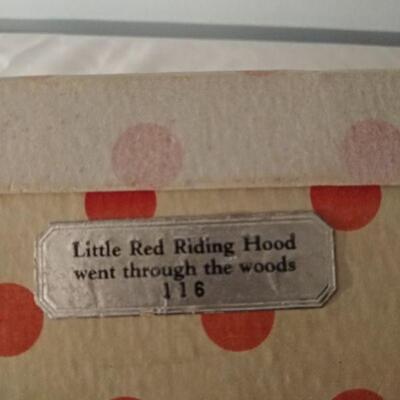 Little Red Riding Hood
went through the woods
116